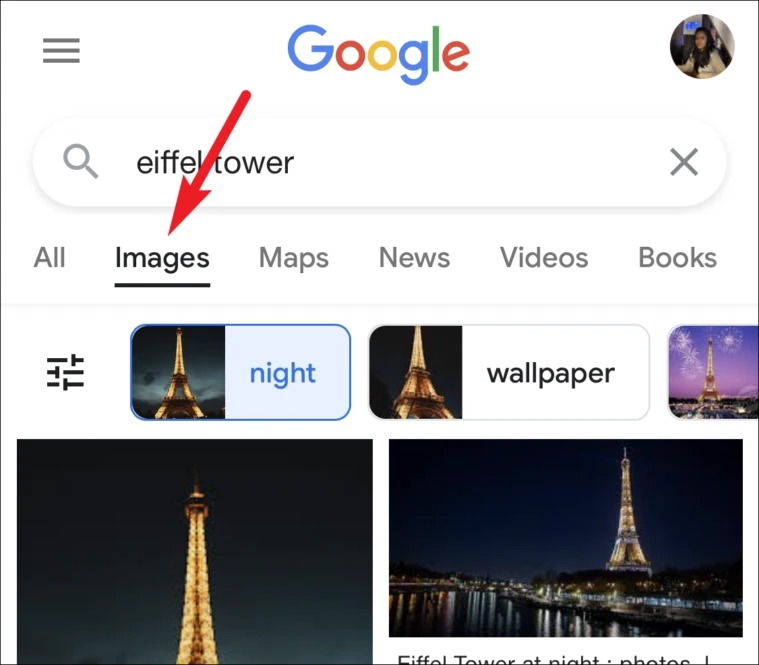 Google
eiffel tower
All Images Maps News Videos Books
night wallpaper
Eiffel Tower at night : photos